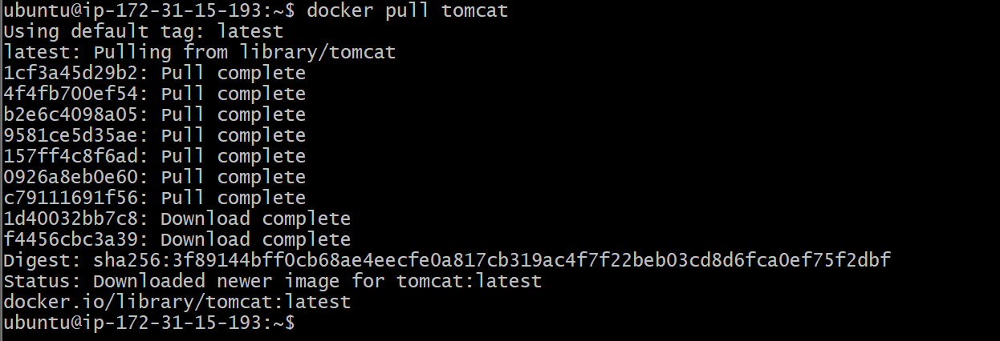 ubuntu@ip-172-31-15-193:~$ docker pull tomcat
Using default tag: latest
latest: Pulling from library/tomcat
1cf3a45d29b2: Pull complete
4f4fb700ef54: Pull complete
b2e6c4098a05: Pull complete
9581ce5d35ae: Pull complete
157ff4c8f6ad: Pull complete
0926a8eb0e60: Pull complete
c79111691f56: Pull complete
1d40032bb7c8: Download complete
f4456cbc3a39: Download complete
Digest: sha256:3f89144bff0cb68ae4eecfe0a817cb319ac4f7f22beb03cd8d6fca0ef75f2dbf
Status: Downloaded newer image for tomcat:latest
docker.io/library/tomcat:latest
ubuntu@ip-172-31-15-193:~$